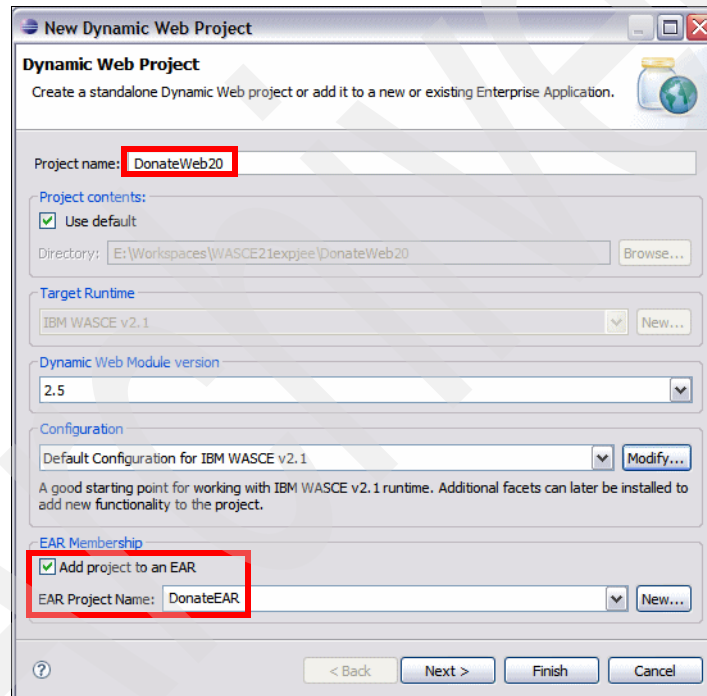 New Dynamic Web Project
Dynamic Web Project
Create a standalone Dynamic Web project or add it to a new or existing Enterprise Application.
Project name: DonateWeb20
Project contents:
Use default
Directory: E:\Workspaces\WASCE21expjee\DonateWeb20 Browse...
Target Runtime
IBM WASCE v2.1 New...
Dynamic Web Module version
2.5
Configuration
Default Configuration for IBM WASCE v2.1 Modify...
A good starting point for working with IBM WASCE v2.1 runtime. Additional facets can later be installed to
add new functionality to the project.
EAR Membership
Add project to an EAR
EAR Project Name: DonateEAR New...
? < Back Next > Finish Cancel